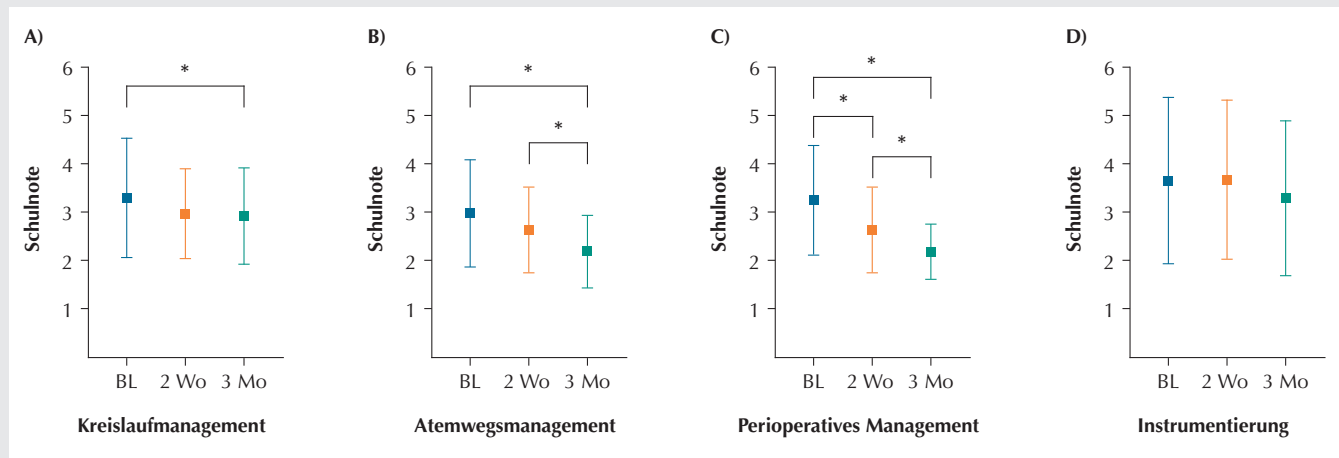 A)
6
5
4
3
2
1
Schulnote
*
BL 2 Wo 3 Mo
Kreislaufmanagement
B)
6
5
4
3
2
1
Schulnote
*
*
BL 2 Wo 3 Mo
Atemwegsmanagement
C)
6
5
4
3
2
1
Schulnote
*
*
*
BL 2 Wo 3 Mo
Perioperatives Management
D)
6
5
4
3
2
1
Schulnote
BL 2 Wo 3 Mo
Instrumentierung